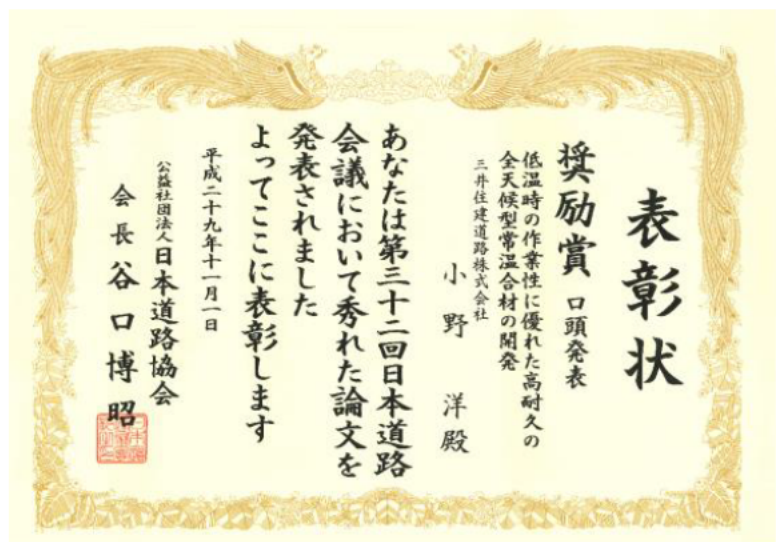 表彰状
奨励賞 口頭発表
低温時の作業性に優れた高耐久の
全天候型常温合材の開発
三井住建道路株式会社
小野 洋殿
あなたは第三十二回日本道路
会議において秀れた論文を
発表されました
よってここに表彰します
平成二十九年十一月一日
公益社団法人日本道路協会
会長谷口博昭